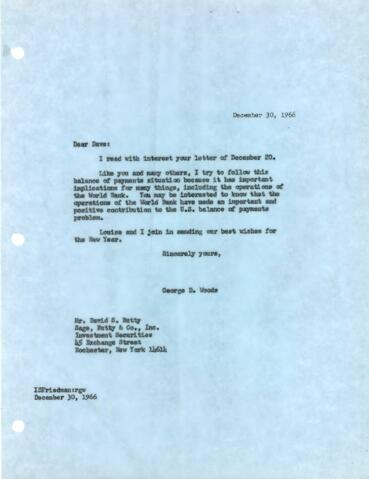 December 30, 1966
Dear Dave:
I read with interest your letter of December 20.
Like you and many others, I try to follow this
balance of payments situation because it has important
implications for many things, including the operations of
the World Bank. You may be interested to know that the
operations of the World Bank have made an important and
positive contribution to the U.S. balance of payments
problem.
Louise and I join in sending our best wishes for
the New Year.
Sincerely yours,
George D. Woods
Mr. David S. Rutty
Sage, Rutty & Co., Inc.
Investment Securities
45 Exchange Street
Rochester, New York 14614
ISFriedman:rgw
December 30, 1966